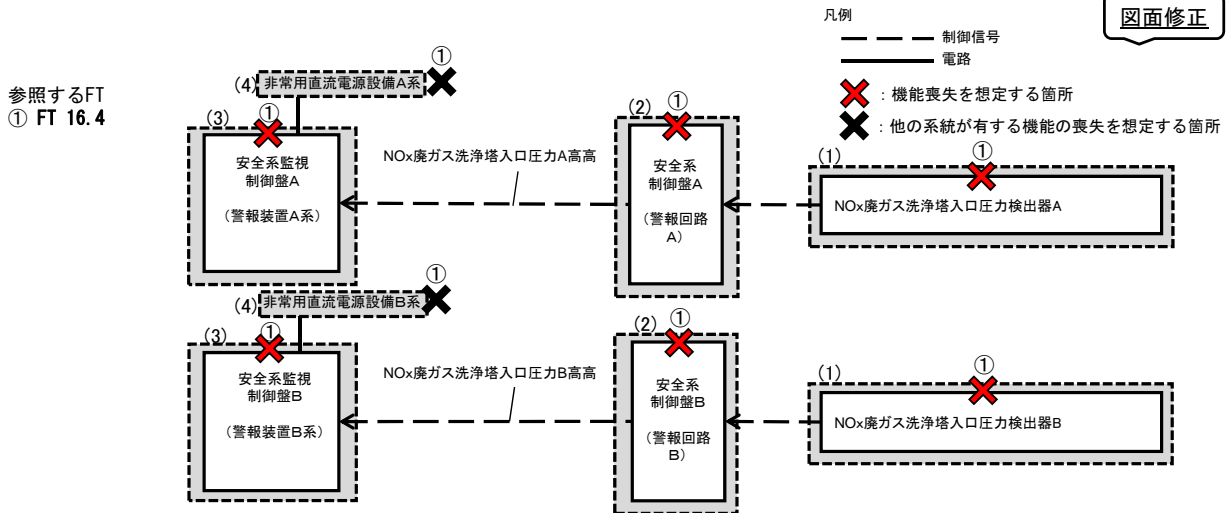 図面修正
凡例
制御信号
電路
：機能喪失を想定する箇所
：他の系統が有する機能の喪失を想定する箇所
参照するFT
① FT 16.4
①
(4) 非常用直流電源設備A系
(3) ①
安全系監視
制御盤A
（警報装置A系）
NOx廃ガス洗浄塔入口圧力A高高
(2) ①
安全系
制御盤A
（警報回路
A）
(1) ①
NOx廃ガス洗浄塔入口圧力検出器A
①
(4) 非常用直流電源設備B系
(3) ①
安全系監視
制御盤B
（警報装置B系）
NOx廃ガス洗浄塔入口圧力B高高
(2) ①
安全系
制御盤B
（警報回路
B）
(1) ①
NOx廃ガス洗浄塔入口圧力検出器B